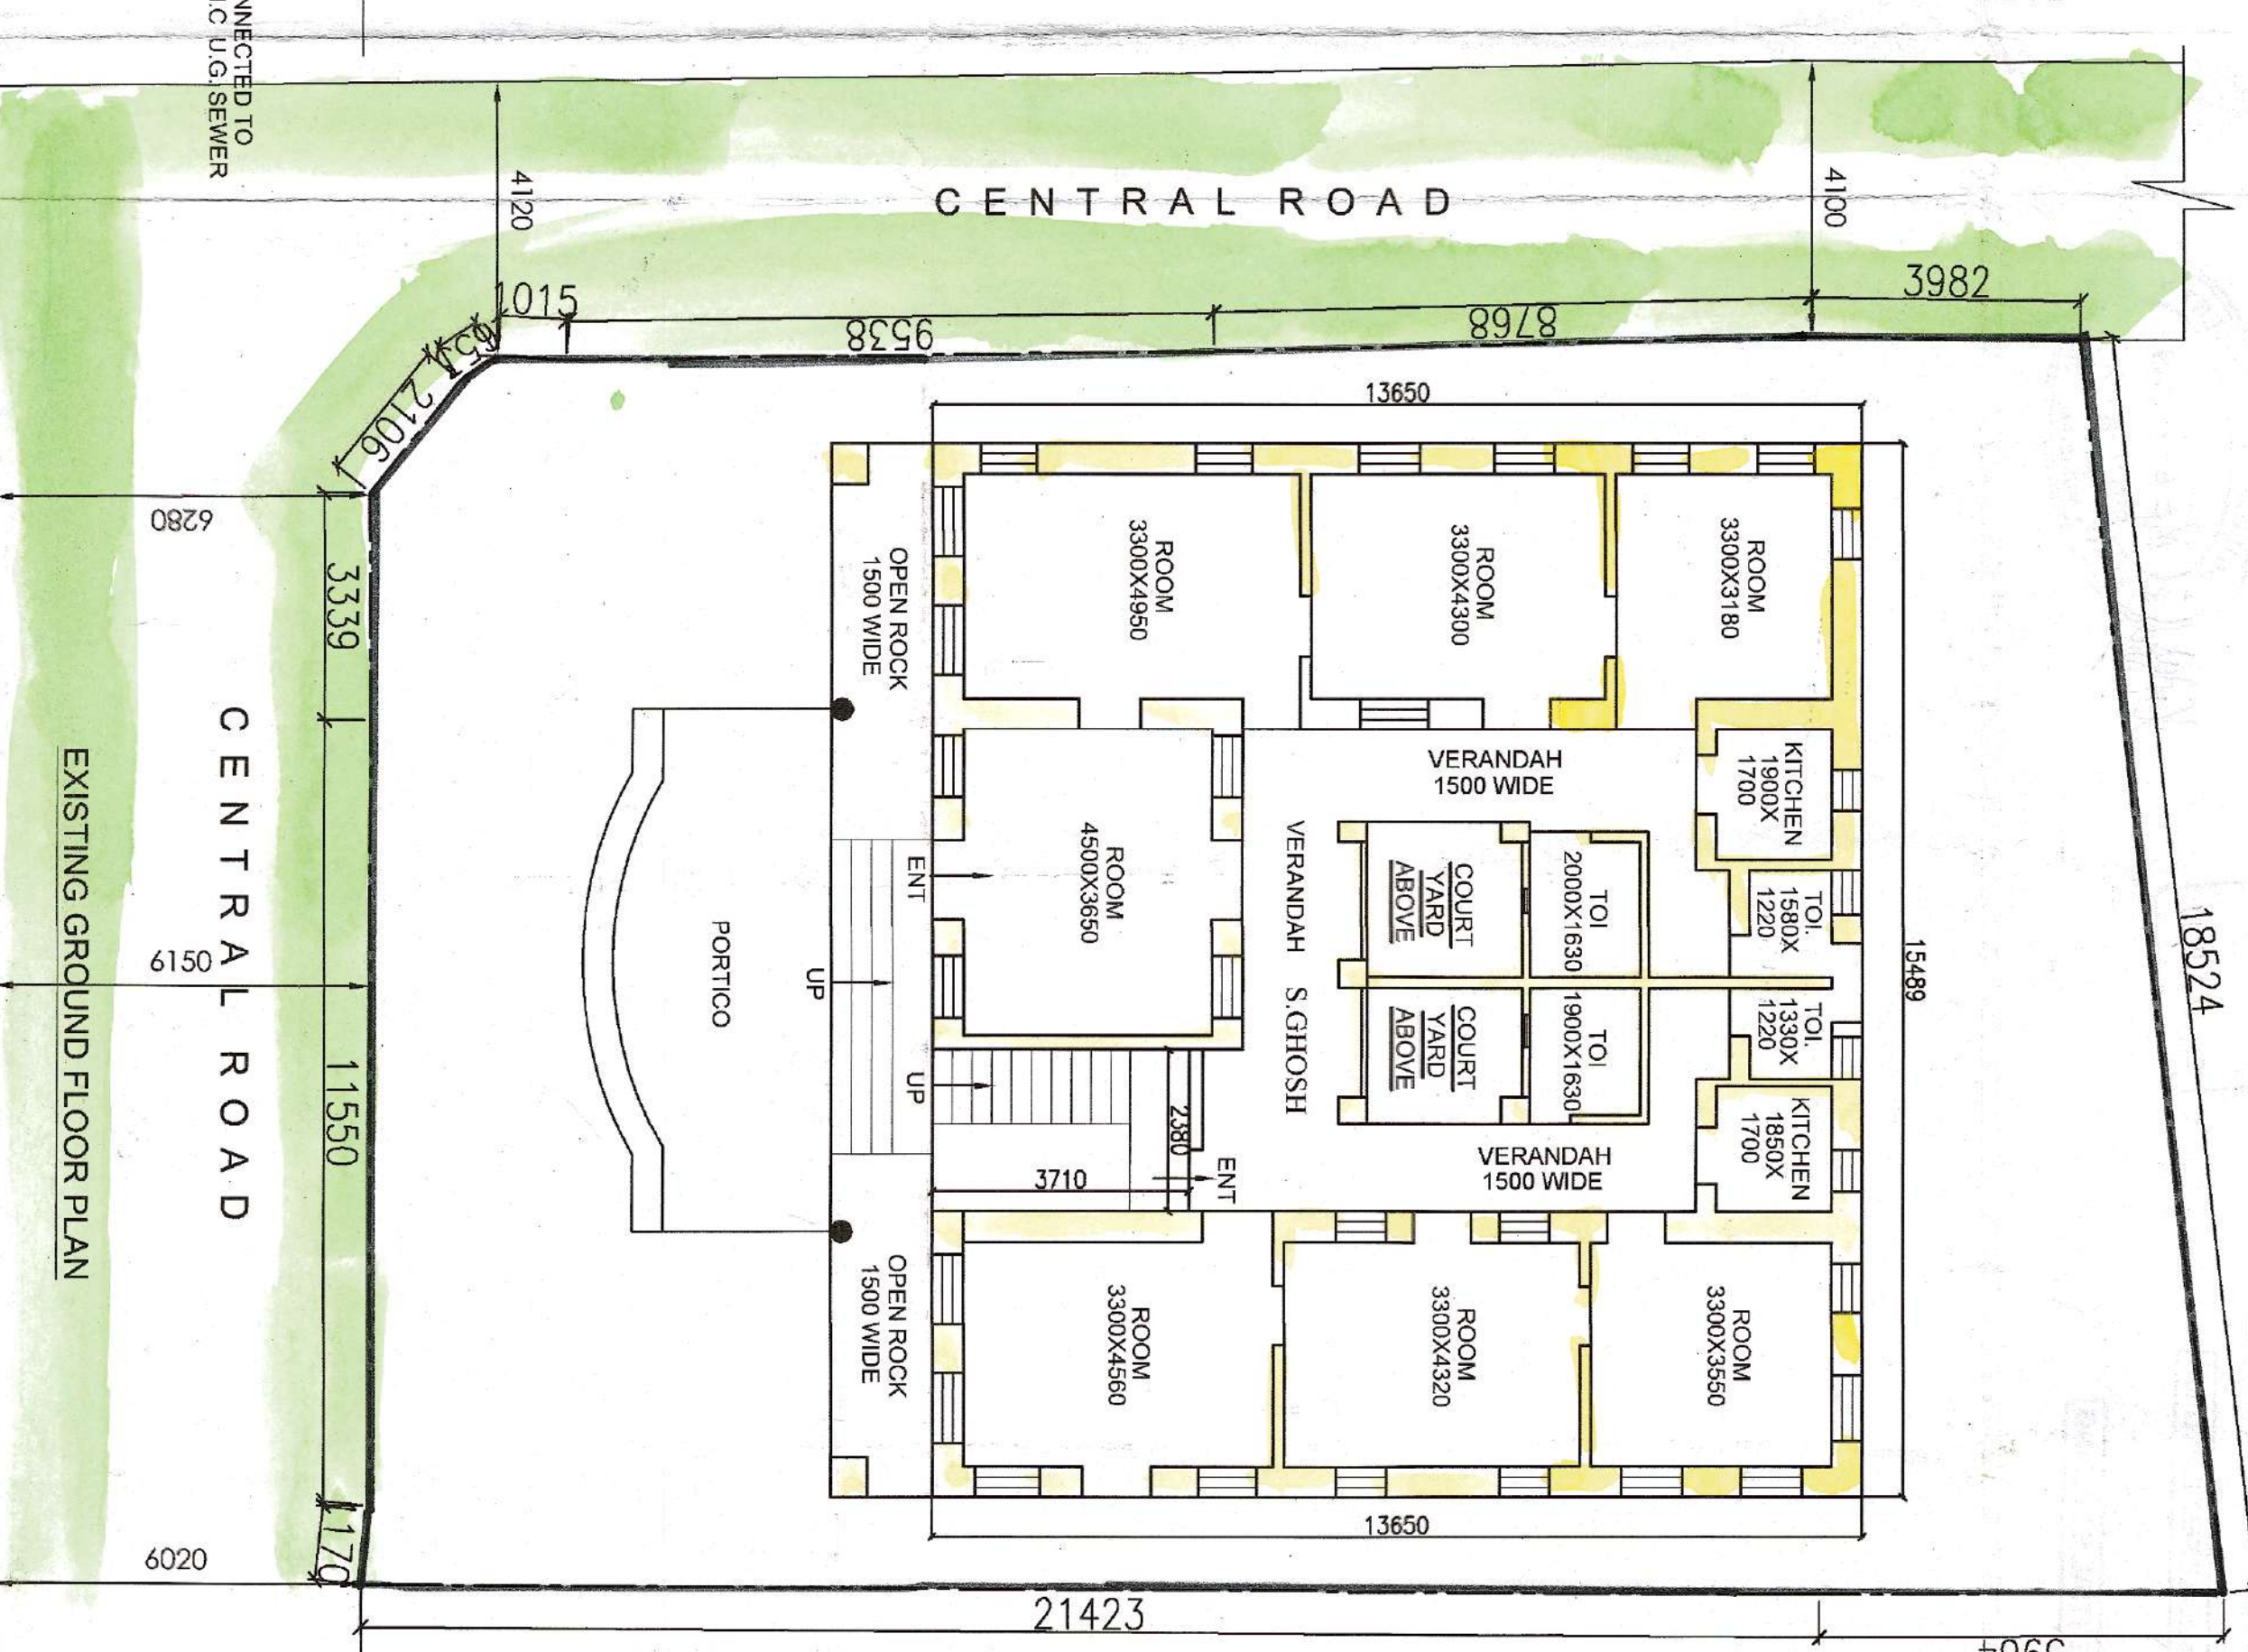 NNECTED TO
.C U.G.SEWER
CENTRAL ROAD
4120
4100
1015
9538
8768
3982
2106
6280
3339
13650
15489
18524
ROOM
3300X4950
ROOM
3300X4300
ROOM
3300X3180
OPEN ROCK
1500 WIDE
VERANDAH
1500 WIDE
KITCHEN
1900X
1700
ROOM
4500X3650
ENT
VERANDAH S.GHOSH
COURT
YARD
ABOVE
TOI
2000X1630
TOI.
1580X
1220
COURT
YARD
ABOVE
TOI
1900X1630
TOI.
1330X
1220
KITCHEN
1850X
1700
PORTICO
UP
UP
2380
3710
ENT
VERANDAH
1500 WIDE
OPEN ROCK
1500 WIDE
ROOM
3300X4560
ROOM
3300X4320
ROOM
3300X3550
13650
CENTRAL ROAD
6150
11550
6020
1170
21423
EXISTING GROUND FLOOR PLAN